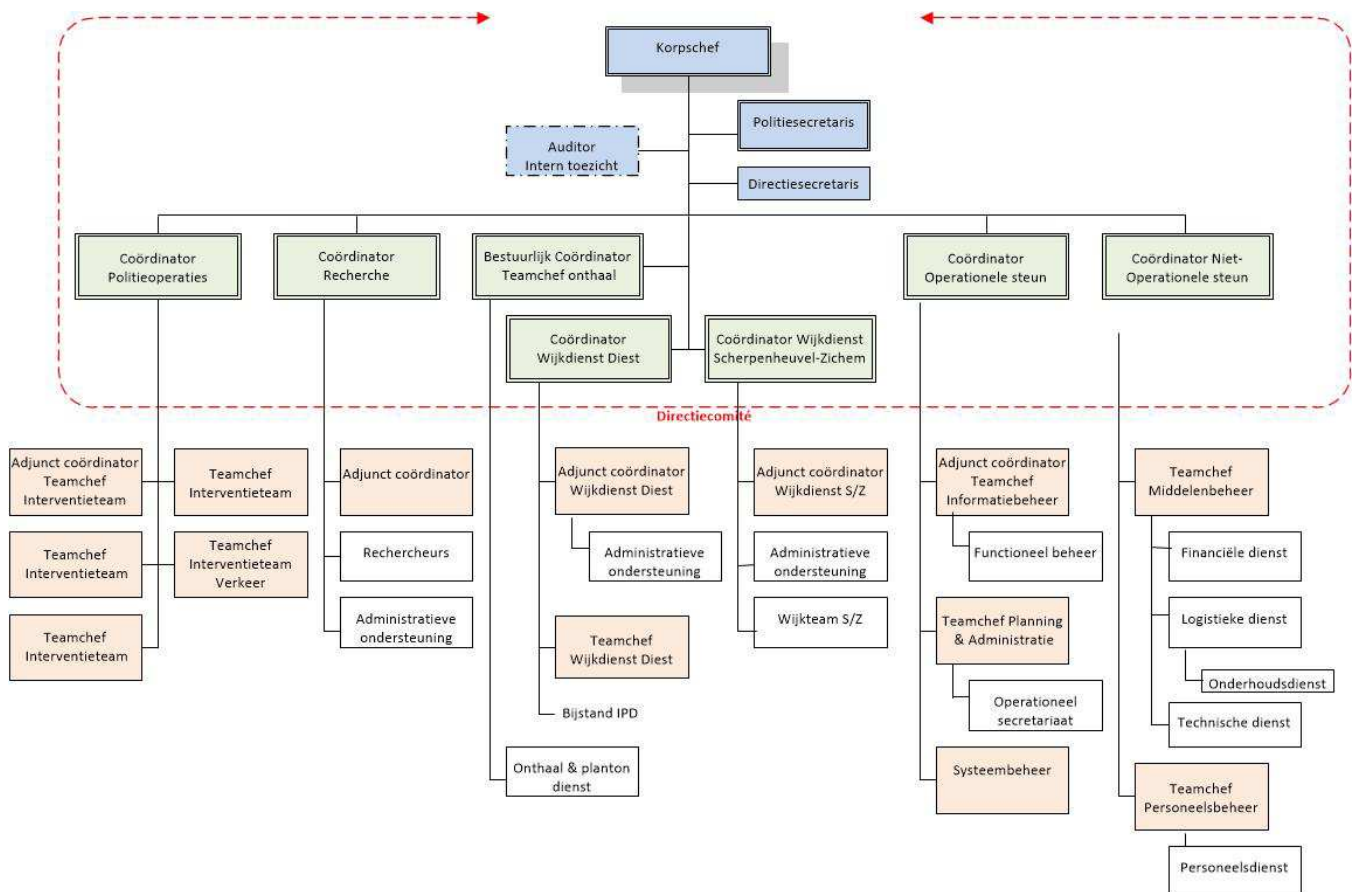 Korpschef
Politiesecretaris
Auditor
Intern toezicht
Directiesecretaris
Coördinator
Politieoperaties
Coördinator
Recherche
Bestuurlijk Coördinator
Teamchef onthaal
Coördinator
Operationele steun
Coördinator Niet-
Operationele steun
Coördinator
Wijkdienst Diest
Coördinator Wijkdienst
Scherpenheuvel-Zichem
Directiecomité
Adjunct coördinator
Teamchef
Interventieteam
Teamchef
Interventieteam
Teamchef
Interventieteam
Teamchef
Interventieteam
Verkeer
Teamchef
Interventieteam
Adjunct coördinator
Rechercheurs
Administratieve
ondersteuning
Adjunct coördinator
Wijkdienst Diest
Administratieve
ondersteuning
Teamchef
Wijkdienst Diest
Bijstand IPD
Onthaal & planton
dienst
Adjunct coördinator
Wijkdienst S/Z
Administratieve
ondersteuning
Wijkteam S/Z
Adjunct coördinator
Teamchef
Informatiebeheer
Functioneel beheer
Teamchef Planning
& Administratie
Operationeel
secretariaat
Systeembeheer
Teamchef
Middelenbeheer
Financiële dienst
Logistieke dienst
Onderhoudsdienst
Technische dienst
Teamchef
Personeelsbeheer
Personeelsdienst